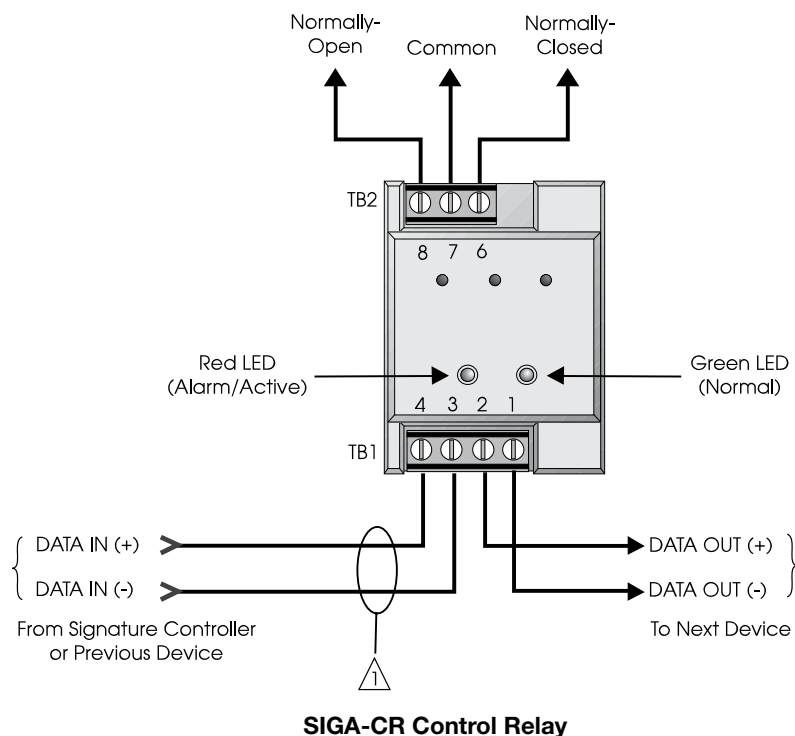 Normally-
Open
Common
Normally-
Closed
TB2
8 7 6
Red LED
(Alarm/Active)
Green LED
(Normal)
4 3 2 1
TB1
DATA IN (+)
DATA OUT (+)
DATA IN (-)
DATA OUT (-)
From Signature Controller
or Previous Device
To Next Device
1
SIGA-CR Control Relay